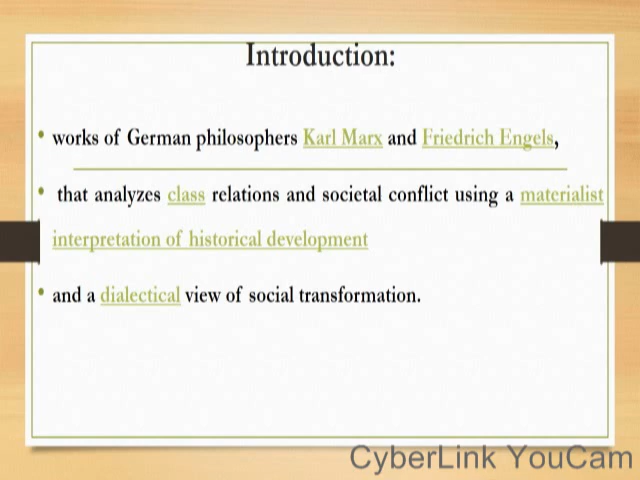 Introduction:
• works of German philosophers Karl Marx and Friedrich Engels,
• that analyzes class relations and societal conflict using a materialist
interpretation of historical development
• and a dialectical view of social transformation.
CyberLink YouCam